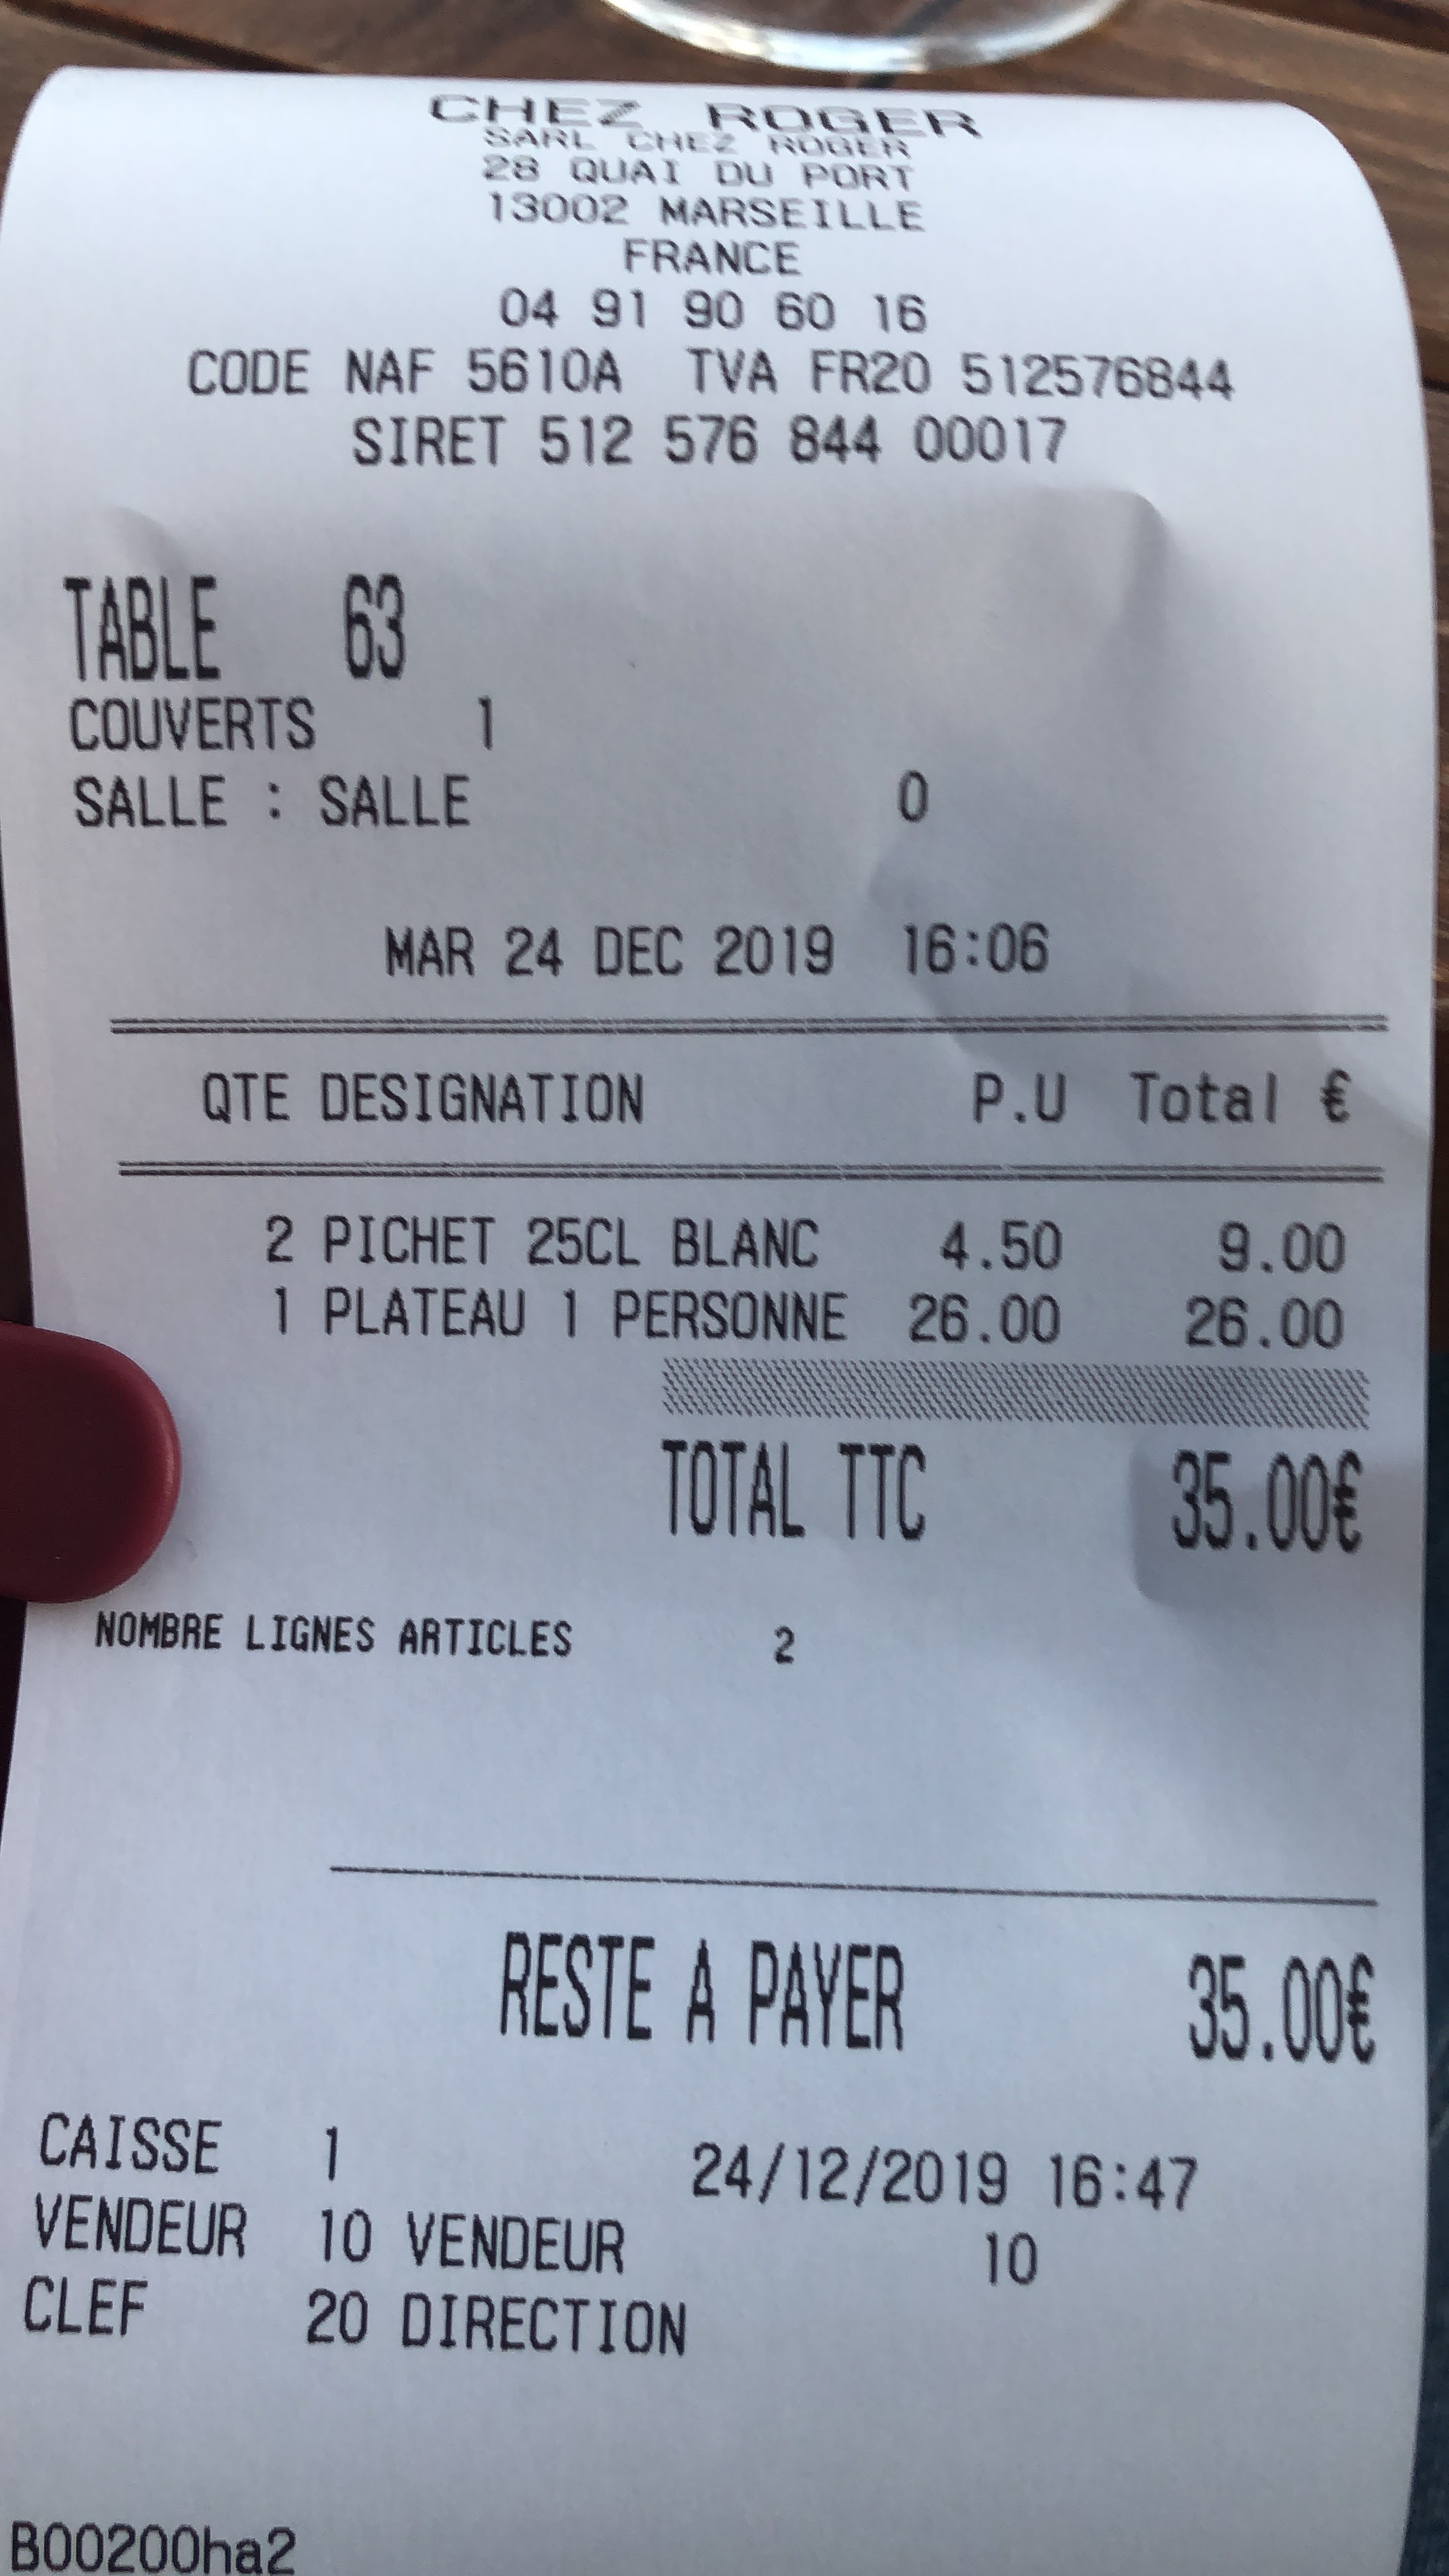 CHEZ ROGER
SARL CHEZ ROGER
28 QUAI DU PORT
13002 MARSEILLE
FRANCE
04 91 90 60 16
CODE NAF 5610A TVA FR20 512576844
SIRET 512 576 844 00017
TABLE 63
COUVERTS 1
SALLE : SALLE 0
MAR 24 DEC 2019 16:06
QTE DESIGNATION P.U Total €
2 PICHET 25CL BLANC 4.50 9.00
1 PLATEAU 1 PERSONNE 26.00 26.00
TOTAL TTC 35.00€
NOMBRE LIGNES ARTICLES 2
RESTE A PAYER 35.00€
CAISSE 1 24/12/2019 16:47
VENDEUR 10 VENDEUR 10
CLEF 20 DIRECTION
B00200ha2